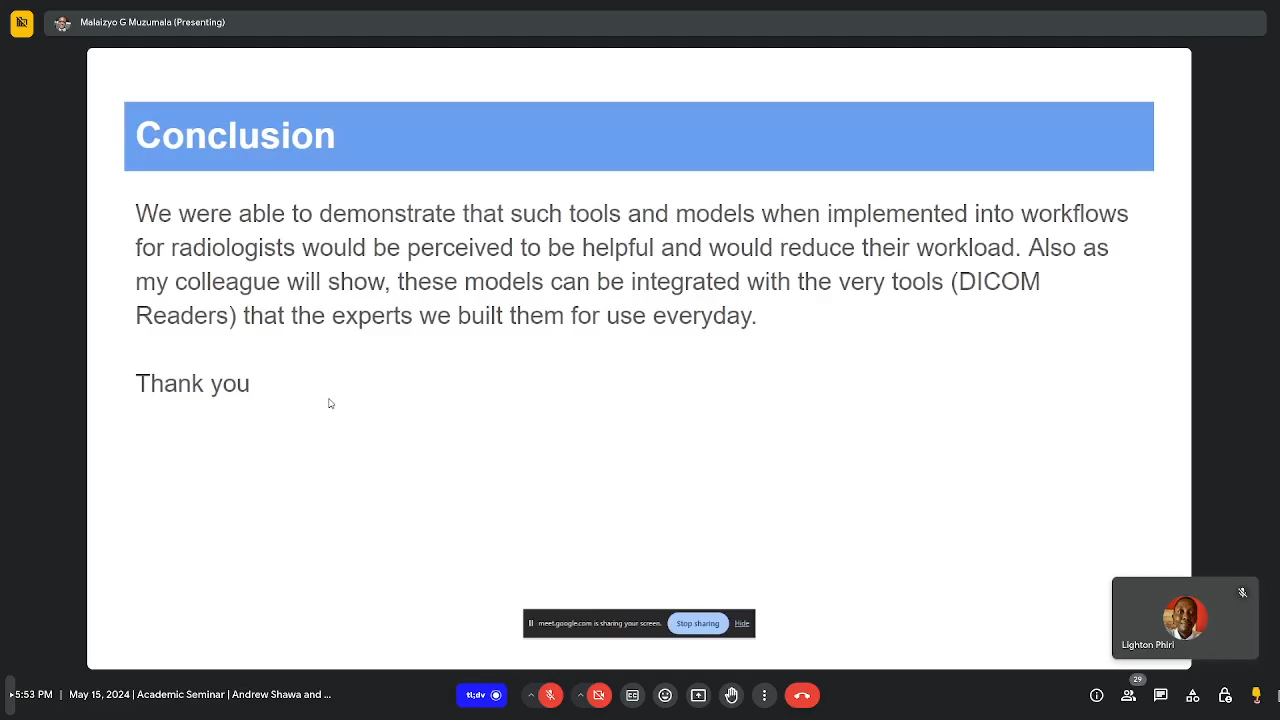 Malaizyo G Muzumala (Presenting)
Conclusion
We were able to demonstrate that such tools and models when implemented into workflows
for radiologists would be perceived to be helpful and would reduce their workload. Also as
my colleague will show, these models can be integrated with the very tools (DICOM
Readers) that the experts we built them for use everyday.
Thank you
meet.google.com is sharing your screen. Stop sharing Hide
Lighton Phiri
5:53 PM | May 15, 2024 | Academic Seminar | Andrew Shawa and ...
tl;dv
29